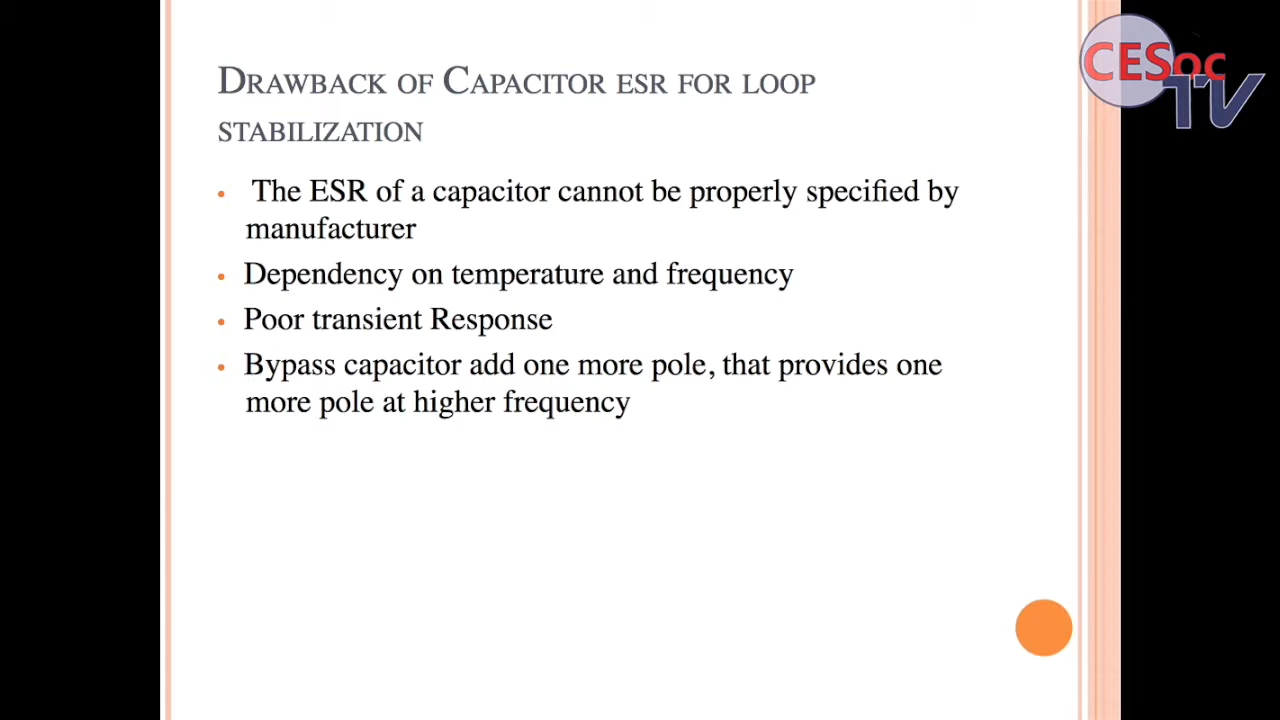 DRAWBACK OF CAPACITOR ESR FOR LOOP
STABILIZATION
• The ESR of a capacitor cannot be properly specified by
manufacturer
• Dependency on temperature and frequency
• Poor transient Response
• Bypass capacitor add one more pole, that provides one
more pole at higher frequency
CESoc
TV